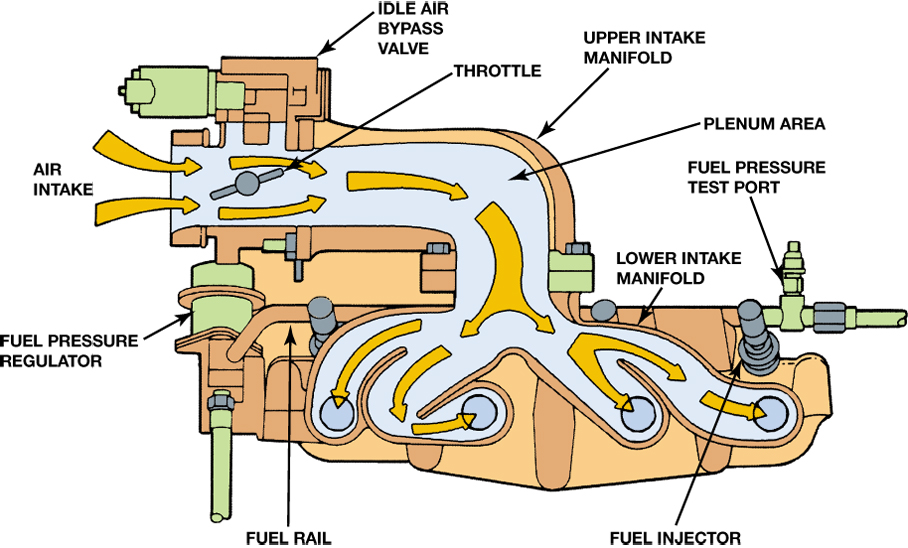 IDLE AIR
BYPASS
VALVE
THROTTLE
UPPER INTAKE
MANIFOLD
PLENUM AREA
AIR
INTAKE
FUEL PRESSURE
TEST PORT
LOWER INTAKE
MANIFOLD
FUEL PRESSURE
REGULATOR
FUEL RAIL
FUEL INJECTOR